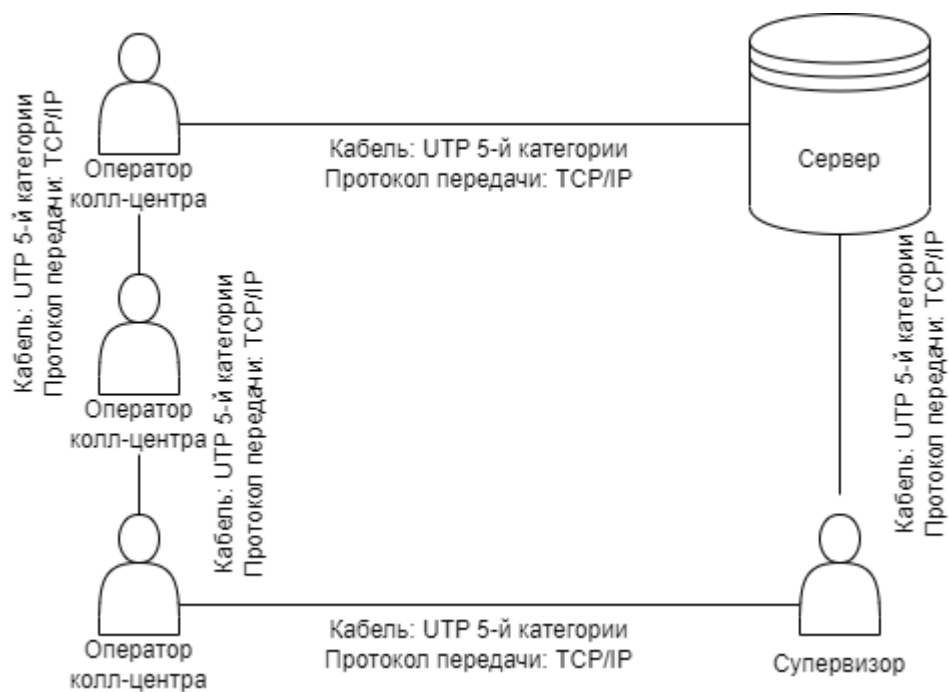 Кабель: UTP 5-й категории
Протокол передачи: TCP/IP
Оператор
колл-центра
Кабель: UTP 5-й категории
Протокол передачи: TCP/IP
Сервер
Кабель: UTP 5-й категории
Протокол передачи: TCP/IP
Оператор
колл-центра
Кабель: UTP 5-й категории
Протокол передачи: TCP/IP
Оператор
колл-центра
Кабель: UTP 5-й категории
Протокол передачи: TCP/IP
Супервизор